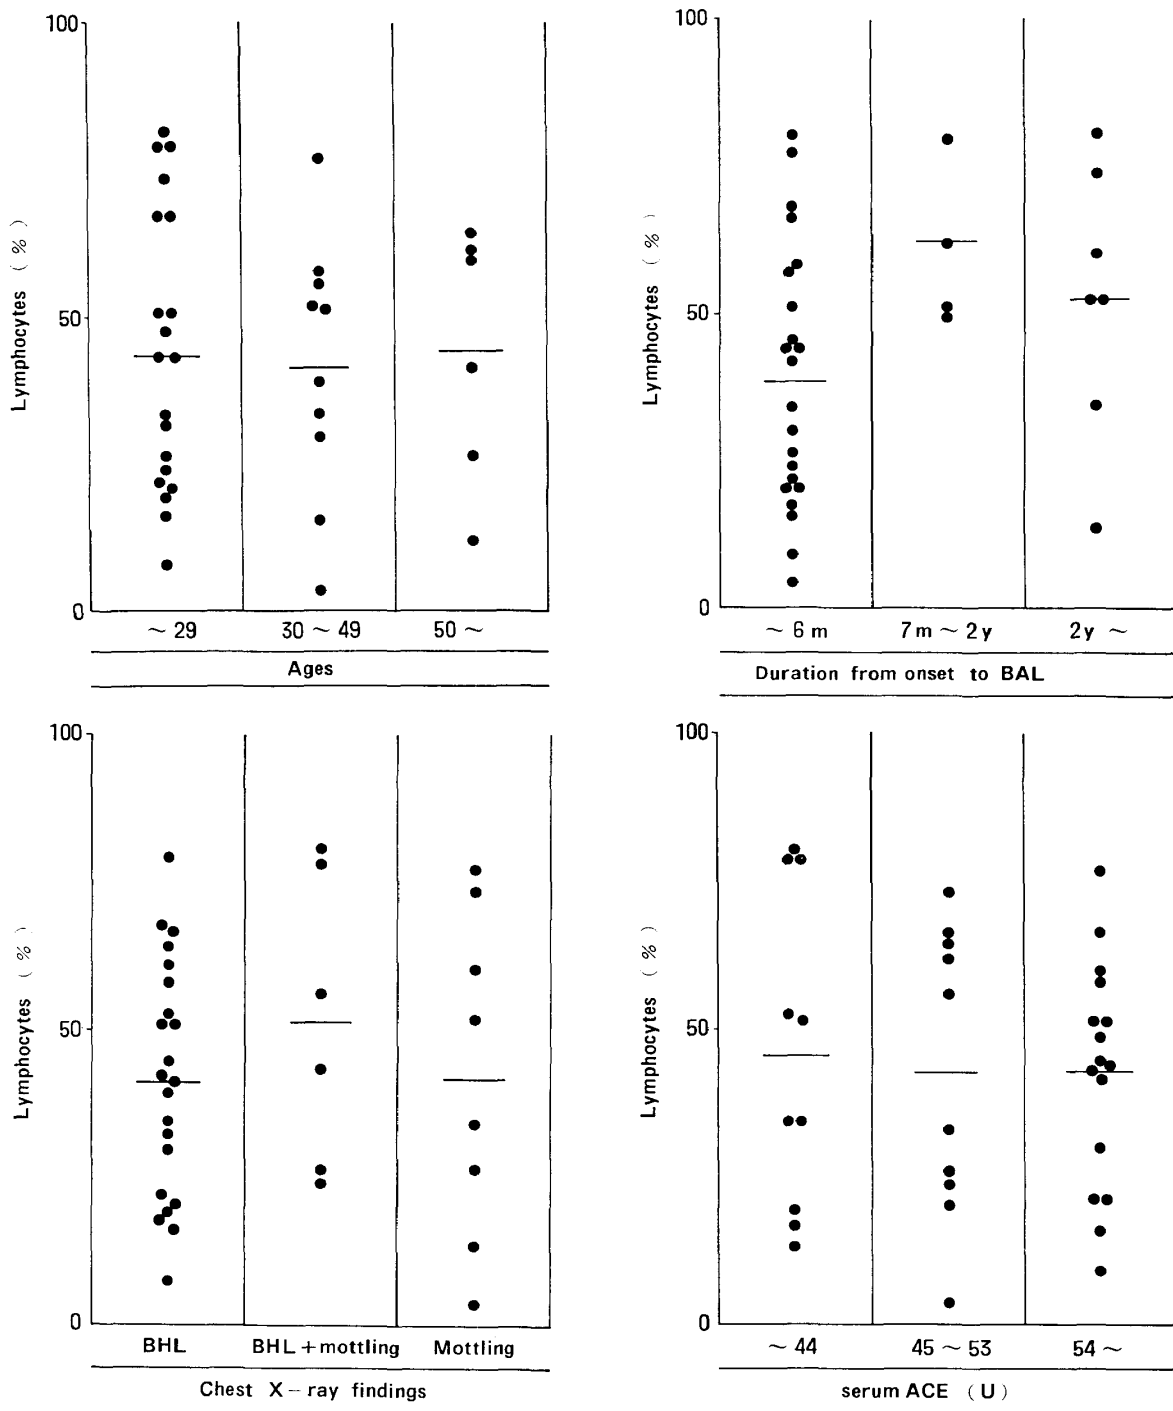 100
50
0
Lymphocytes ( % )
~ 29 30 ~ 49 50 ~
Ages
100
50
0
Lymphocytes ( % )
~ 6 m 7 m ~ 2 y 2 y ~
Duration from onset to BAL
100
50
0
Lymphocytes ( % )
BHL BHL + mottling Mottling
Chest X - ray findings
100
50
0
Lymphocytes ( % )
~ 44 45 ~ 53 54 ~
serum ACE ( U )